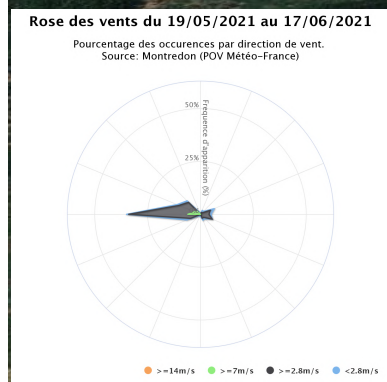 Rose des vents du 19/05/2021 au 17/06/2021
Pourcentage des occurences par direction de vent.
Source: Montredon (POV Météo-France)
50%
25%
Frequence d'apparition (%)
>=14m/s
>=7m/s
>=2.8m/s
<2.8m/s